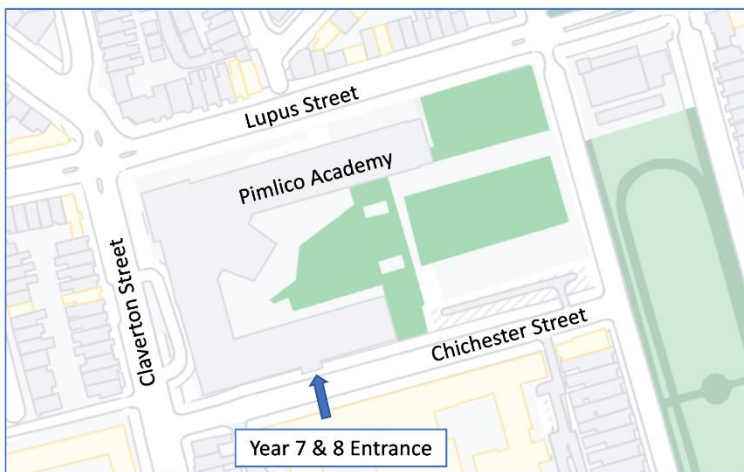 Lupus Street
Pimlico Academy
Claverton Street
Chichester Street
Year 7 & 8 Entrance